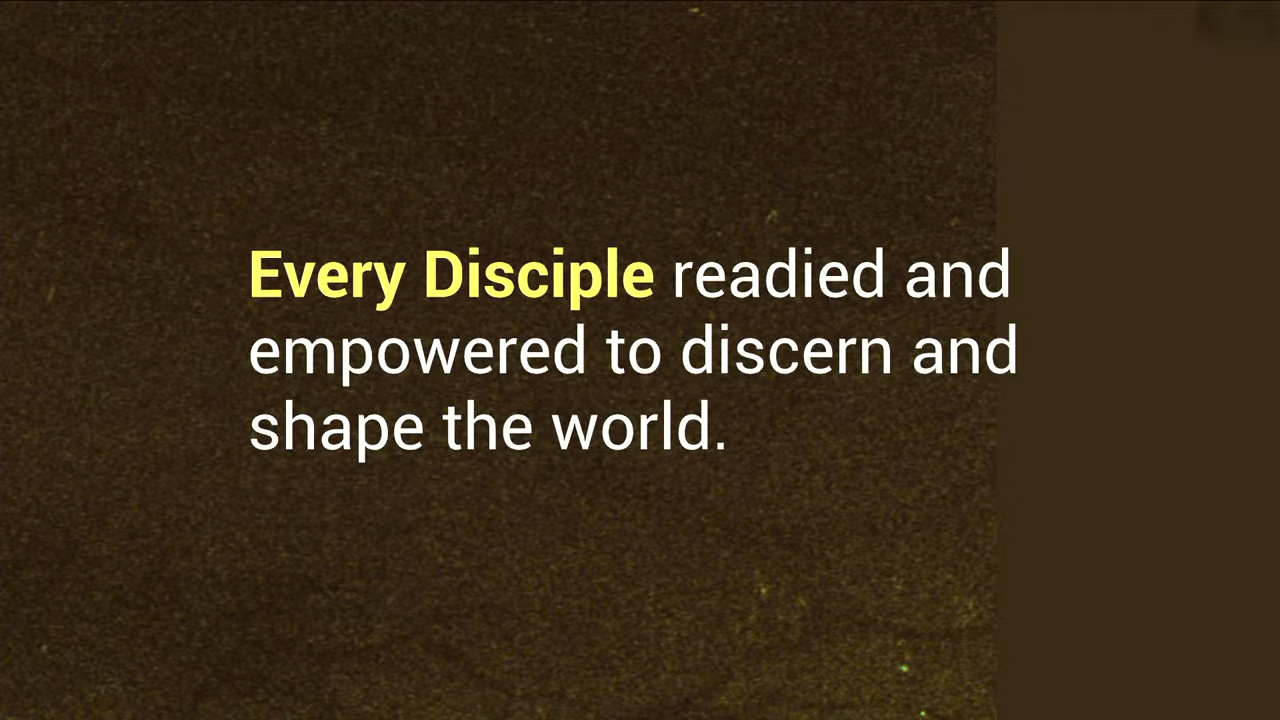 Every Disciple readied and
empowered to discern and
shape the world.